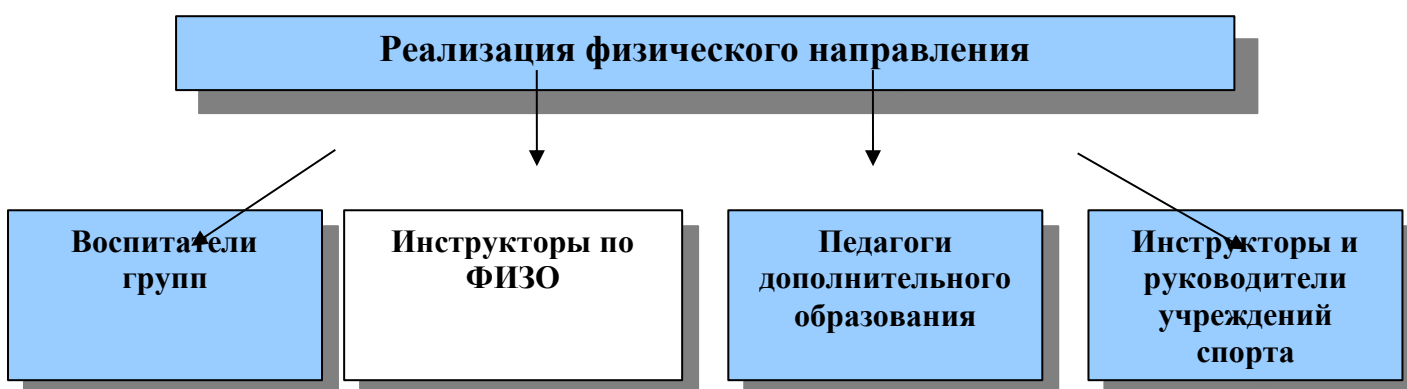 Реализация физического направления
Воспитатели
групп
Инструкторы по
ФИЗО
Педагоги
дополнительного
образования
Инструкторы и
руководители
учреждений
спорта